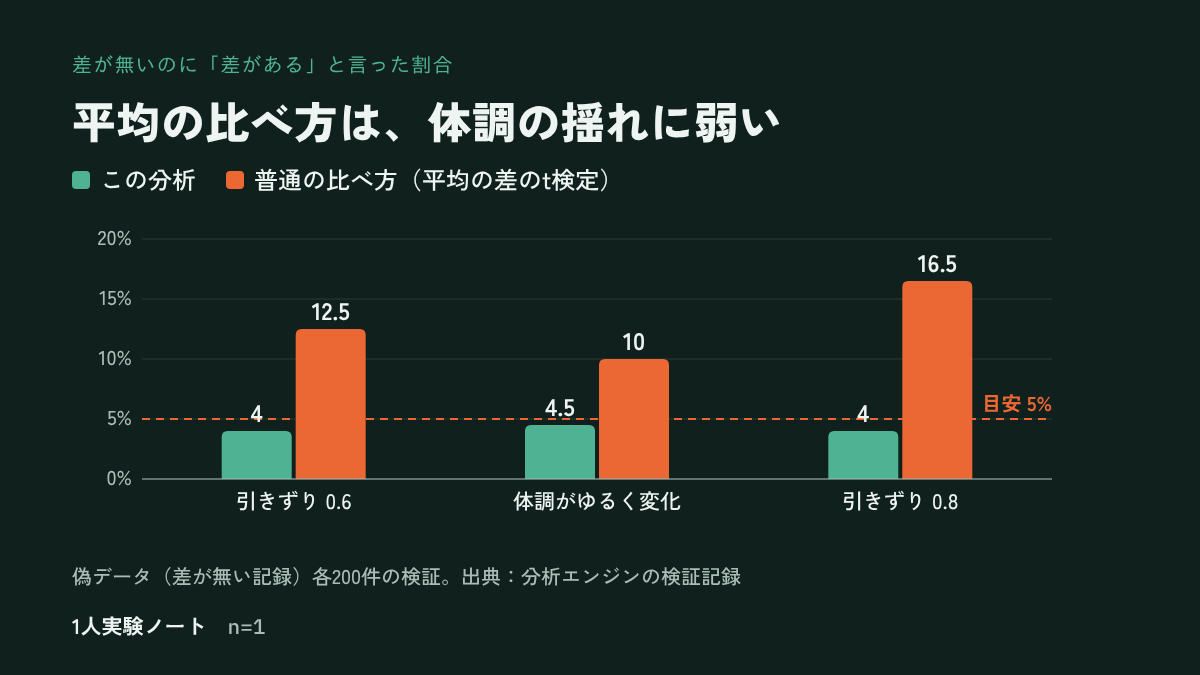 差が無いのに「差がある」と言った割合
平均の比べ方は、体調の揺れに弱い
この分析 普通の比べ方（平均の差のt検定）
20%
15%
10%
5%
0%
4
12.5
4.5
10
4
16.5
目安 5%
引きずり 0.6
体調がゆるく変化
引きずり 0.8
偽データ（差が無い記録）各200件の検証。出典：分析エンジンの検証記録
1人実験ノート n=1